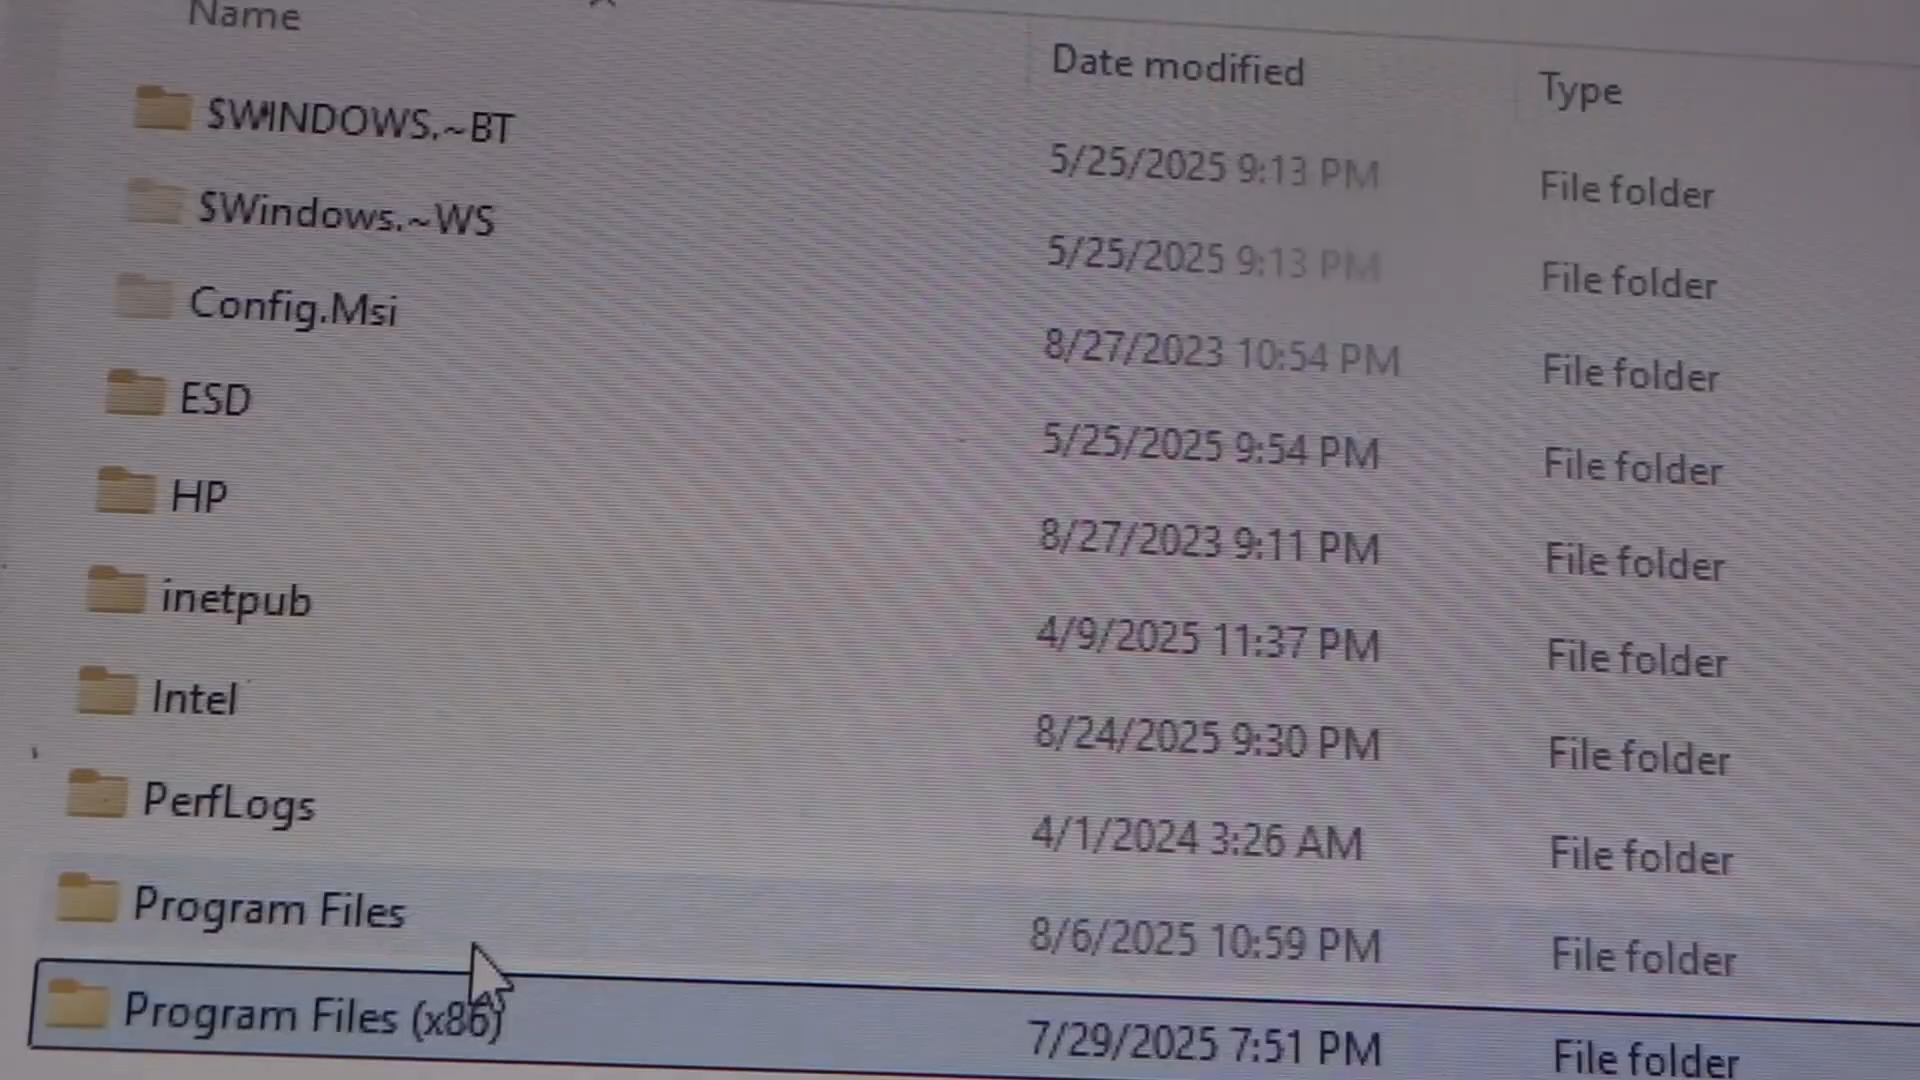 Name Date modified Type
$WINDOWS.~BT 5/25/2025 9:13 PM File folder
$Windows.~WS 5/25/2025 9:13 PM File folder
Config.Msi 8/27/2023 10:54 PM File folder
ESD 5/25/2025 9:54 PM File folder
HP 8/27/2023 9:11 PM File folder
inetpub 4/9/2025 11:37 PM File folder
Intel 8/24/2025 9:30 PM File folder
PerfLogs 4/1/2024 3:26 AM File folder
Program Files 8/6/2025 10:59 PM File folder
Program Files (x86) 7/29/2025 7:51 PM File folder